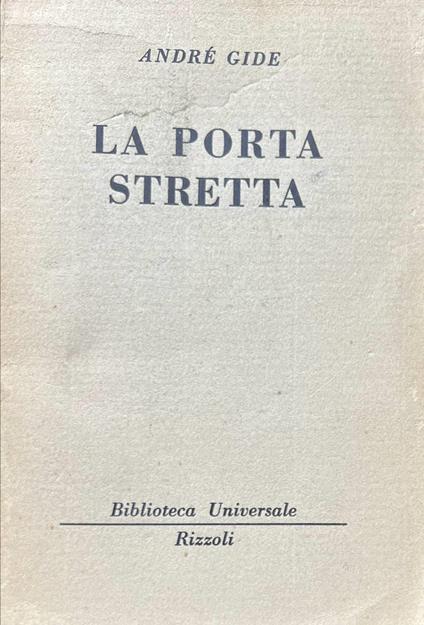 ANDRÉ GIDE
LA PORTA
STRETTA
Biblioteca Universale
Rizzoli